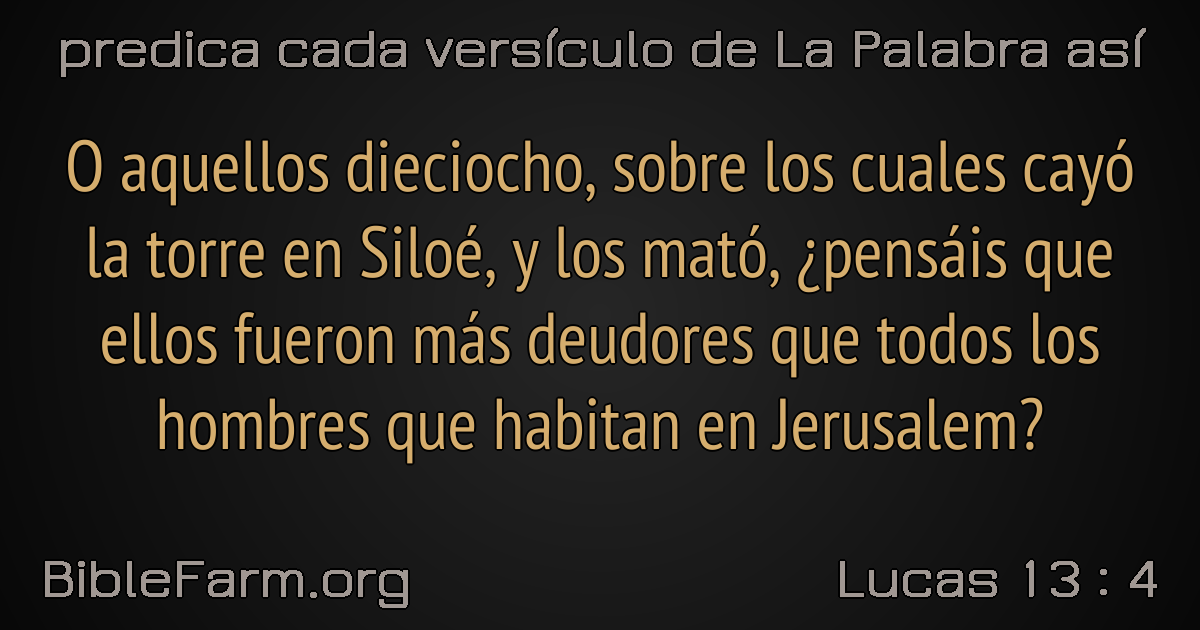 predica cada versículo de La Palabra así
O aquellos dieciocho, sobre los cuales cayó
la torre en Siloé, y los mató, ¿pensáis que
ellos fueron más deudores que todos los
hombres que habitan en Jerusalem?
BibleFarm.org
Lucas 13 : 4